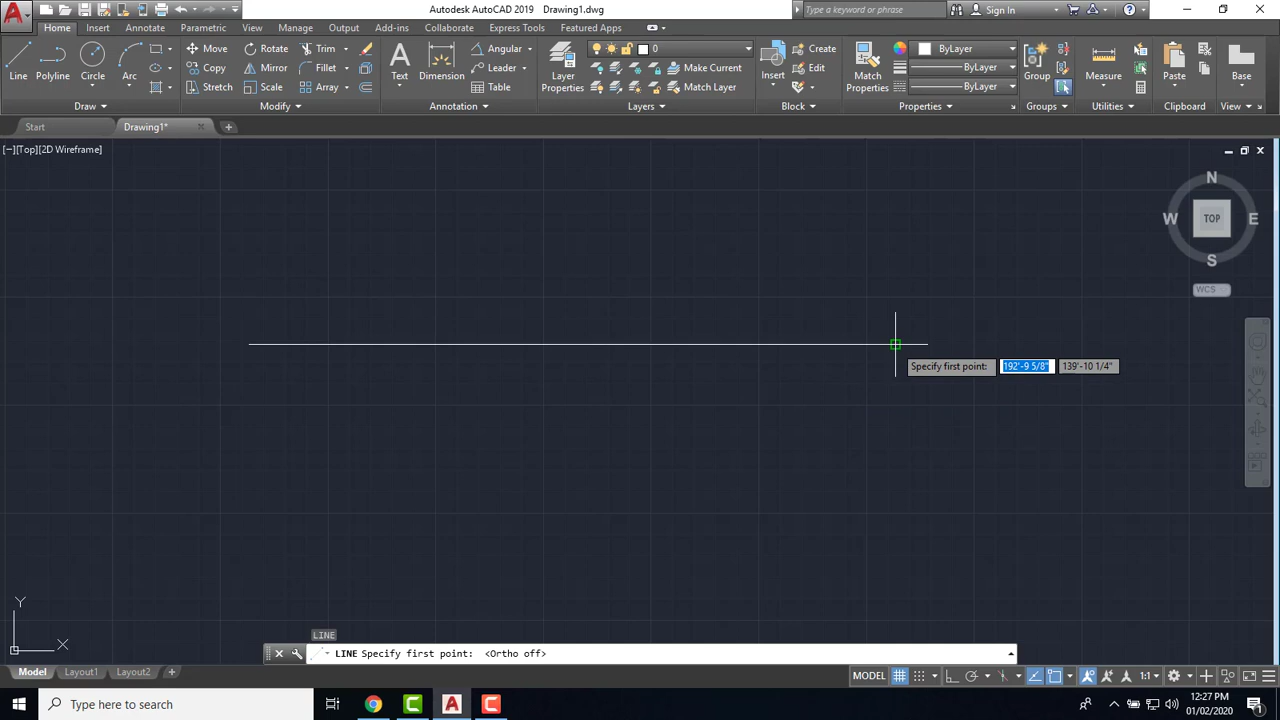 Autodesk AutoCAD 2019 Drawing1.dwg
Type a keyword or phrase
Sign In
Home Insert Annotate Parametric View Manage Output Add-ins Collaborate Express Tools Featured Apps
Line
Polyline
Circle
Arc
Move
Rotate
Trim
Copy
Mirror
Fillet
Stretch
Scale
Array
Text
Dimension
Angular
Leader
Table
Layer
Properties
0
Make Current
Match Layer
Insert
Create
Edit
Match
Properties
ByLayer
ByLayer
ByLayer
Group
Measure
Paste
Base
Draw
Modify
Annotation
Layers
Block
Properties
Groups
Utilities
Clipboard
View
Start
Drawing1*
[−][Top][2D Wireframe]
N
W TOP E
S
WCS
Specify first point: 192'-9 5/8" 139'-10 1/4"
Y
X
LINE
LINE Specify first point: <Ortho off>
Model Layout1 Layout2
MODEL
1:1
Type here to search
12:27 PM
01/02/2020
1